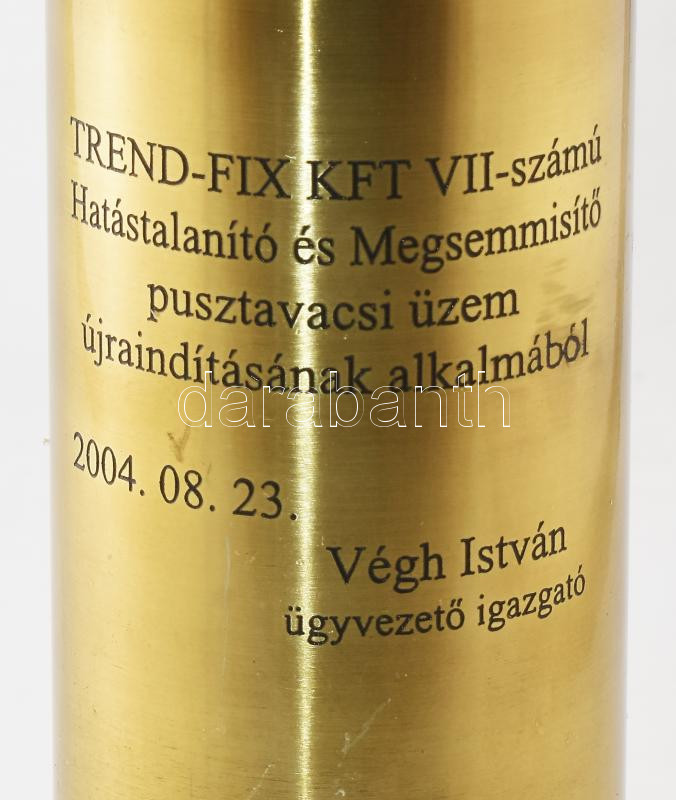 TREND-FIX KFT VII-számú
Hatástalanító és Megsemmisítő
pusztavacsi üzem
újraindításának alkalmából
darabanth
2004. 08. 23.
Végh István
ügyvezető igazgató